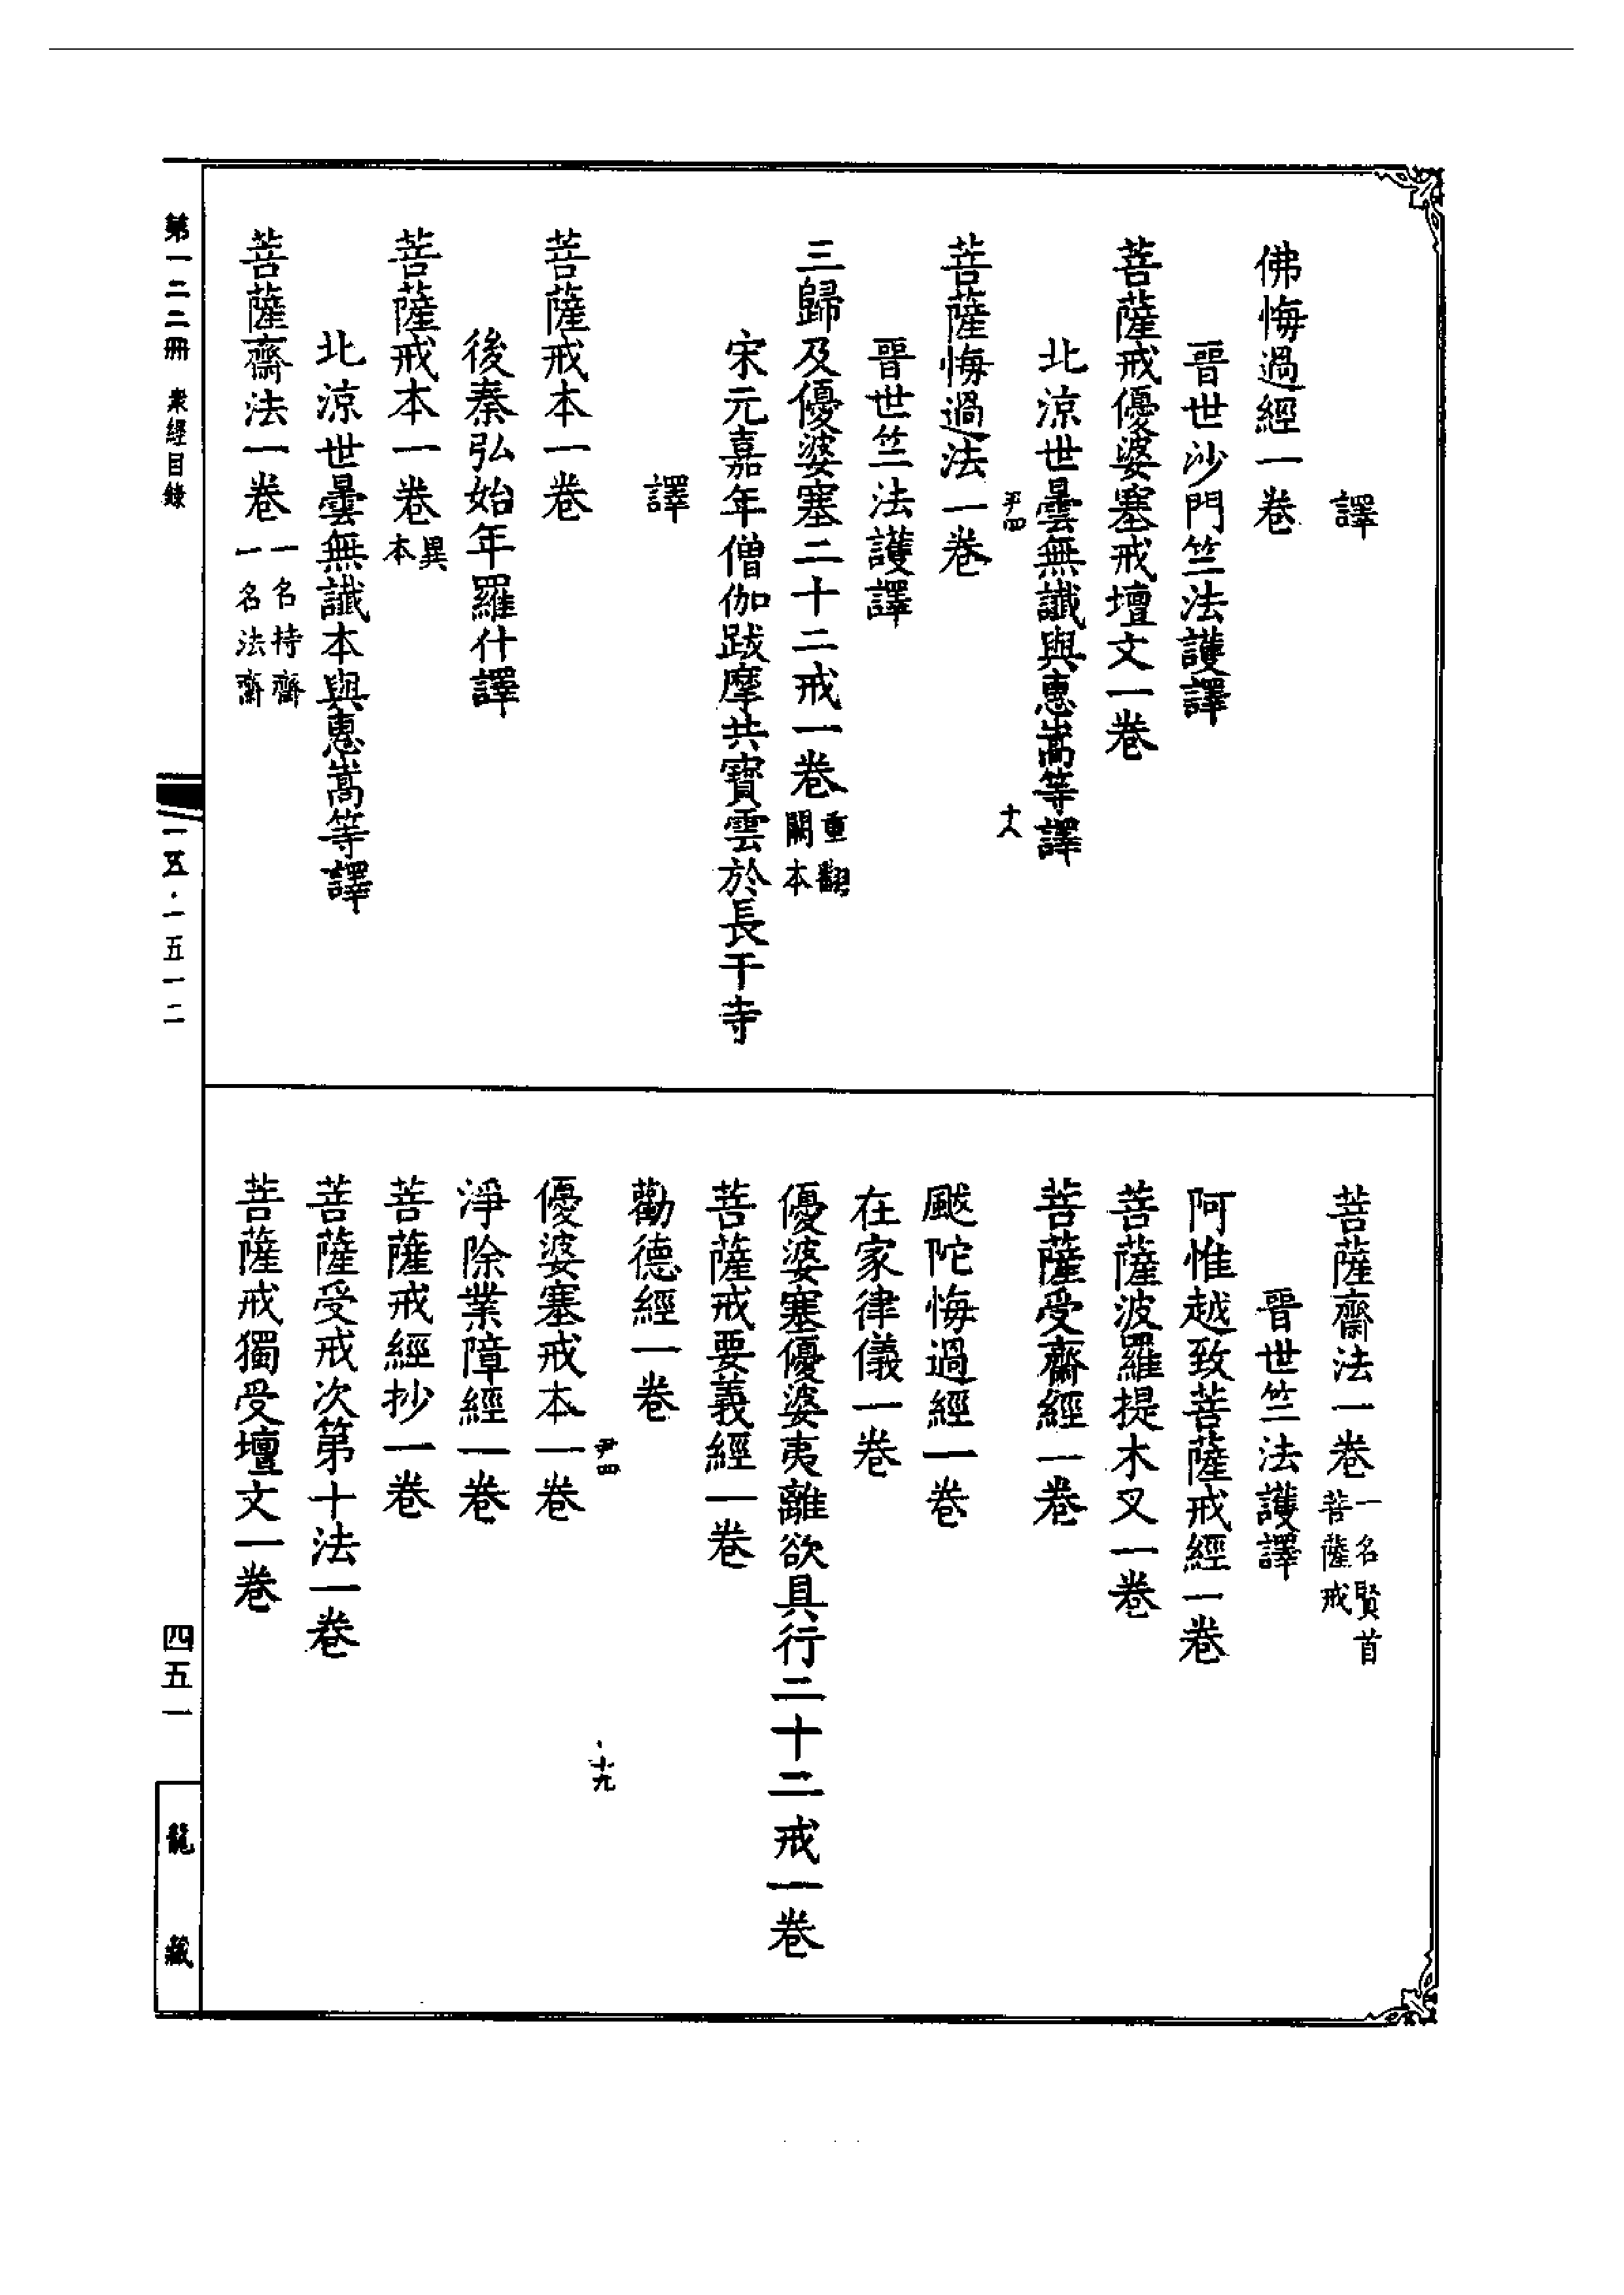 譯
佛悔過經一卷
晉世沙門竺法護譯
菩薩戒優婆塞戒壇文一卷
北涼世曇無讖與惠嵩等譯
尹四
十八
菩薩悔過法一卷
晉世竺法護譯
三歸及優婆塞二十二戒一卷重翻闕本
宋元嘉年僧伽跋摩共寶雲於長干寺
譯
菩薩戒本一卷
後秦弘始年羅什譯
菩薩戒本一卷異本
北涼世曇無讖本與惠嵩等譯
菩薩齋法一卷一名持齋一名法齋
菩薩齋法一卷一名賢首菩薩戒
晉世竺法護譯
阿惟越致菩薩戒經一卷
菩薩波羅提木叉一卷
菩薩受齋經一卷
颰陀悔過經一卷
在家律儀一卷
優婆塞優婆夷離欲具行二十二戒一卷
菩薩戒要義經一卷
勸德經一卷
尹四
十九
優婆塞戒本一卷
淨除業障經一卷
菩薩戒經抄一卷
菩薩受戒次第十法一卷
菩薩戒獨受壇文一卷
第一二二冊 衆經目錄
一五·一五一二
四五一
龍藏